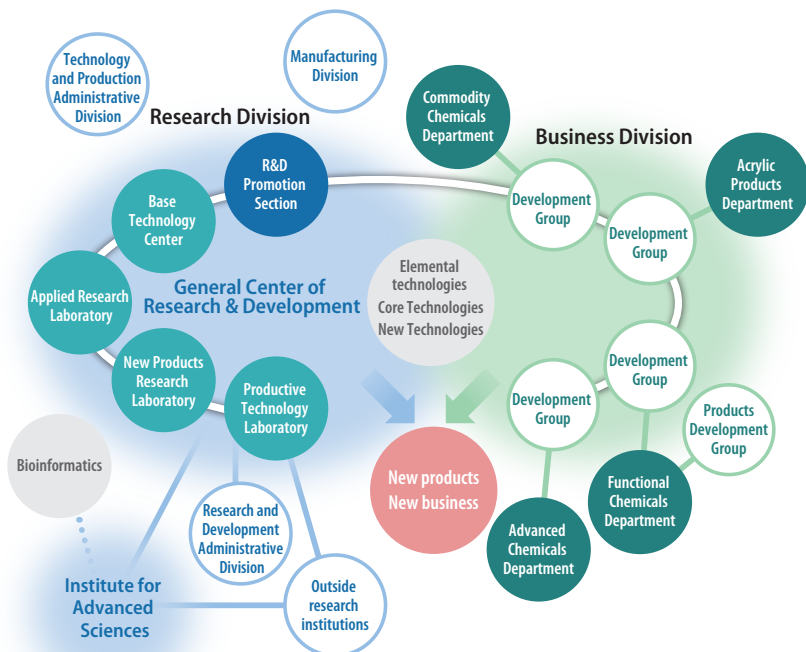 Technology
and Production
Administrative
Division
Manufacturing
Division
Research Division
Commodity
Chemicals
Department
Business Division
R&D
Promotion
Section
Base
Technology
Center
Development
Group
Acrylic
Products
Department
Development
Group
Applied Research
Laboratory
General Center of
Research & Development
Elemental
technologies
Core Technologies
New Technologies
New Products
Research
Laboratory
Productive
Technology
Laboratory
Development
Group
Development
Group
Products
Development
Group
Bioinformatics
New products
New business
Functional
Chemicals
Department
Research and
Development
Administrative
Division
Advanced
Chemicals
Department
Institute for
Advanced
Sciences
Outside
research
institutions